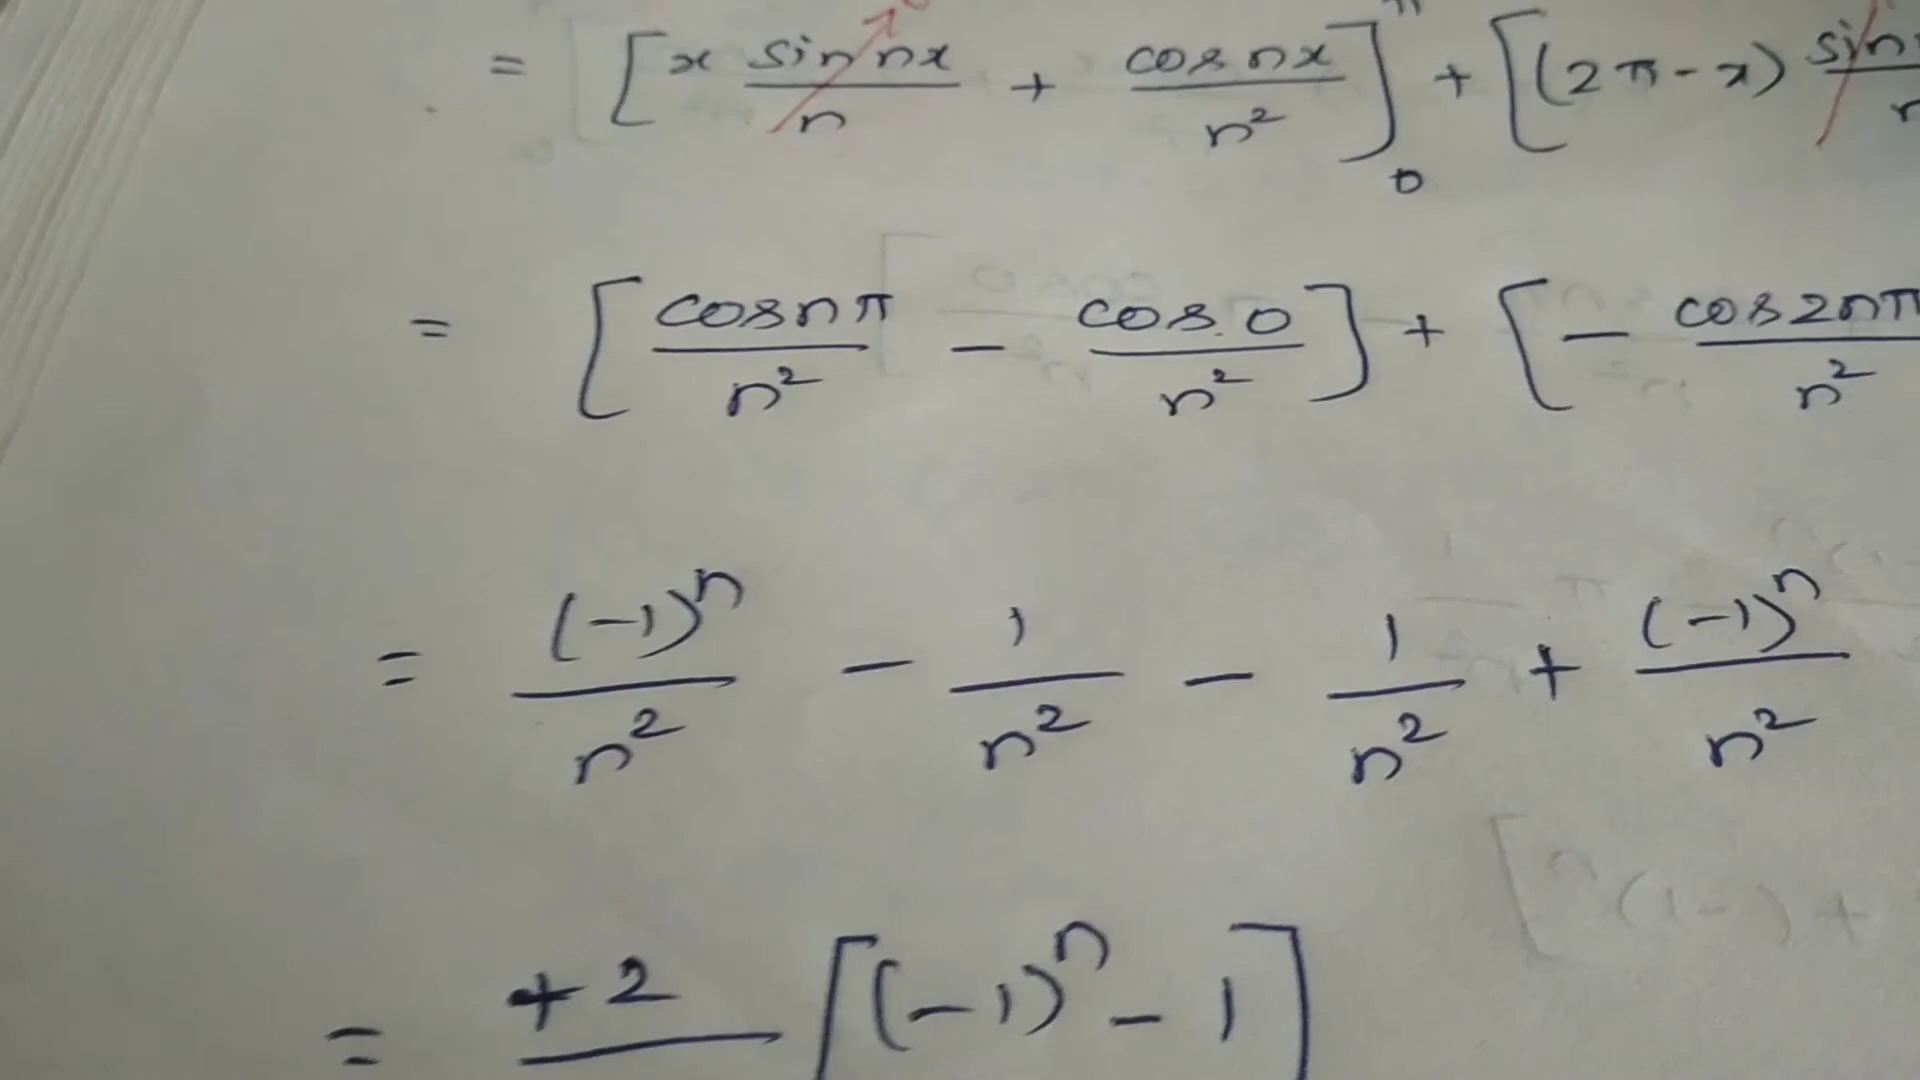 = [x sin nx / n + cos nx / n²]₀^π + [(2π - x) sin
= [cos nπ / n² - cos 0 / n²] + [- cos 2nπ / n²
= (-1)ⁿ / n² - 1 / n² - 1 / n² + (-1)ⁿ / n²
= +2 / [(-1)ⁿ - 1]